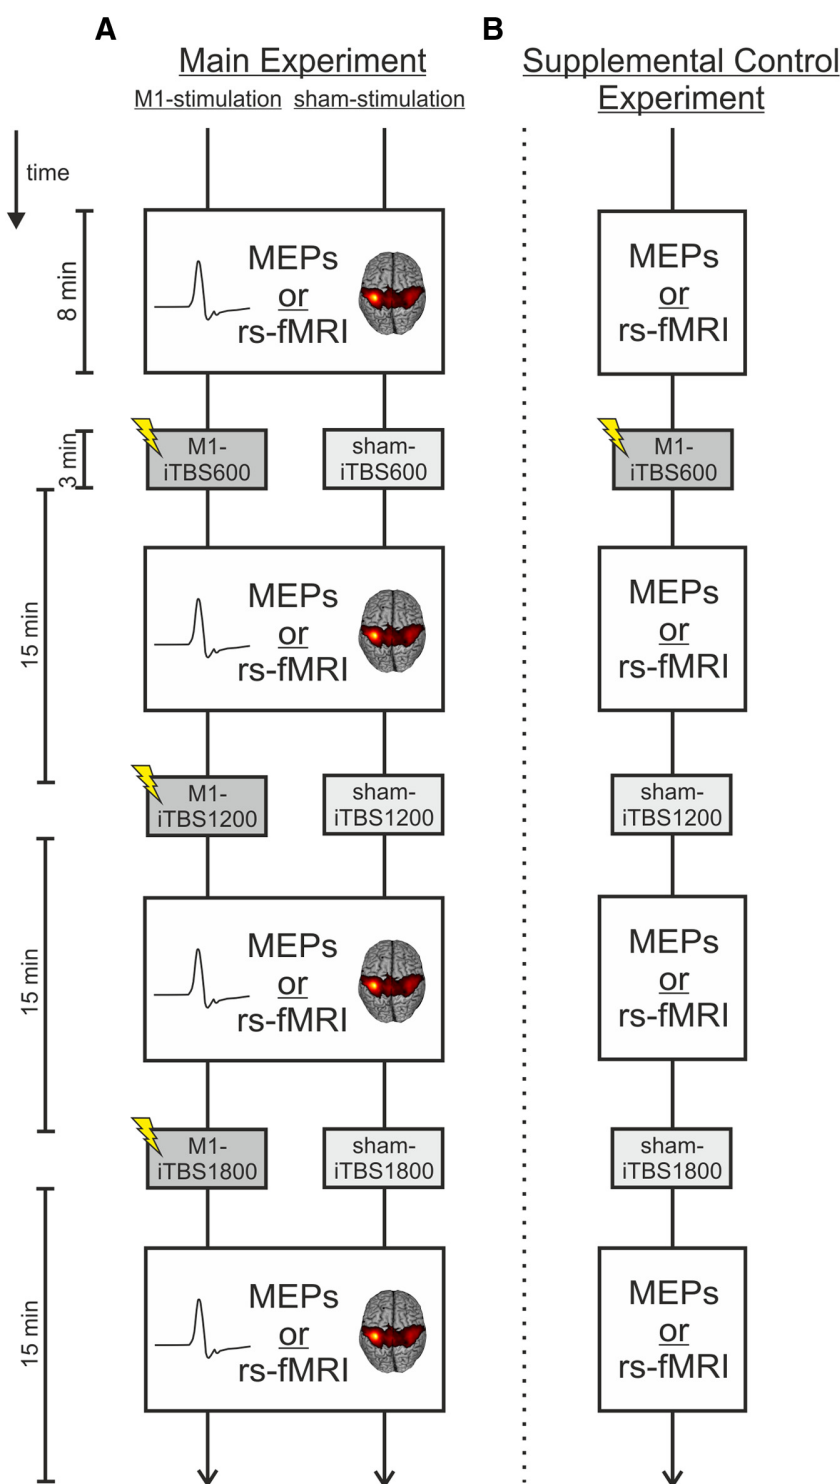 A
Main Experiment
M1-stimulation
sham-stimulation
time
8 min
MEPs
or
rs-fMRI
3 min
M1-
iTBS600
sham-
iTBS600
15 min
MEPs
or
rs-fMRI
M1-
iTBS1200
sham-
iTBS1200
15 min
MEPs
or
rs-fMRI
M1-
iTBS1800
sham-
iTBS1800
15 min
MEPs
or
rs-fMRI
B
Supplemental Control
Experiment
MEPs
or
rs-fMRI
M1-
iTBS600
MEPs
or
rs-fMRI
sham-
iTBS1200
MEPs
or
rs-fMRI
sham-
iTBS1800
MEPs
or
rs-fMRI